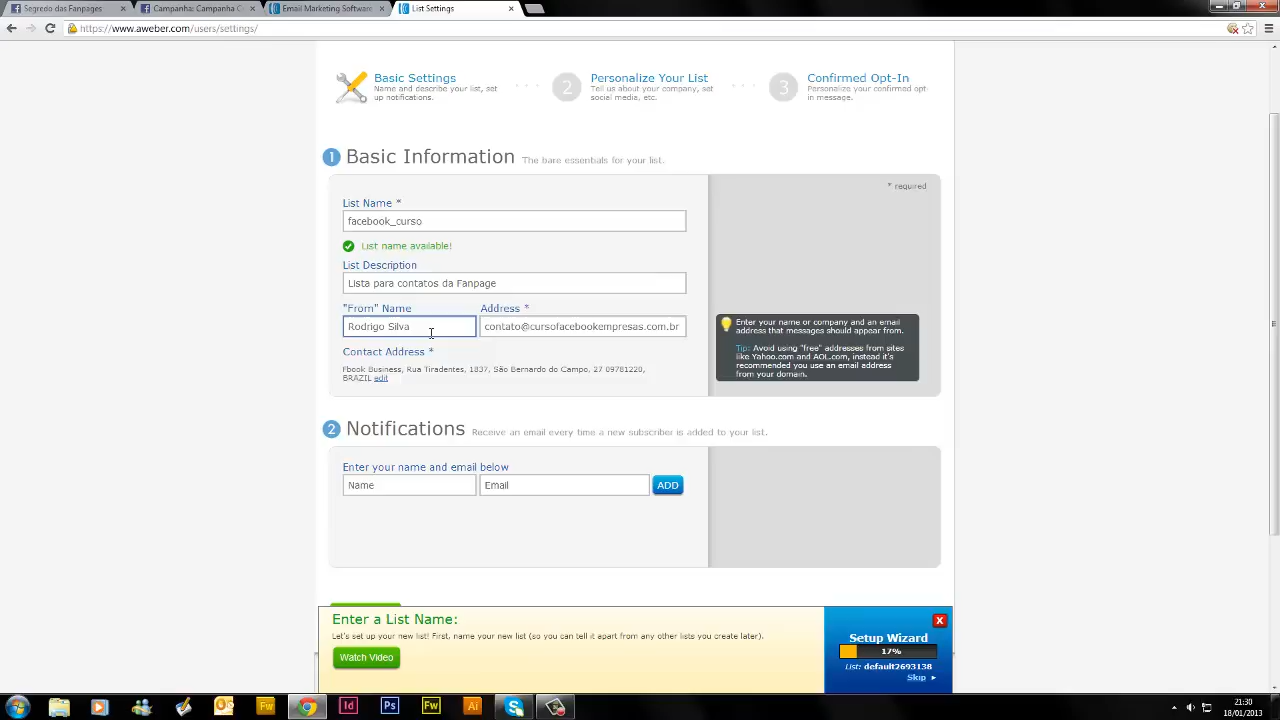 Segredo das Fanpages
Campanha: Campanha C
Email Marketing Software
List Settings
https://www.aweber.com/users/settings/
Basic Settings
Name and describe your list, set
up notifications.
2
Personalize Your List
Tell us about your company, set
social media, etc.
3
Confirmed Opt-In
Personalize your confirmed opt-
in message.
1 Basic Information The bare essentials for your list.
* required
List Name *
facebook_curso
List name available!
List Description
Lista para contatos da Fanpage
"From" Name Address *
Rodrigo Silva contato@cursofacebookempresas.com.br
Enter your name or company and an email
address that messages should appear from.
Tip: Avoid using "free" addresses from sites
like Yahoo.com and AOL.com, instead it's
recommended you use an email address
from your domain.
Contact Address *
Fbook Business, Rua Tiradentes, 1837, São Bernardo do Campo, 27 09781220,
BRAZIL edit
2 Notifications Receive an email every time a new subscriber is added to your list.
Enter your name and email below
Name Email ADD
Enter a List Name:
Let's set up your new list! First, name your new list (so you can tell it apart from any other lists you create later).
Watch Video
Setup Wizard
17%
List: default2693138
Skip
Fw Id Ps Fw Ai
21:30
18/01/2013